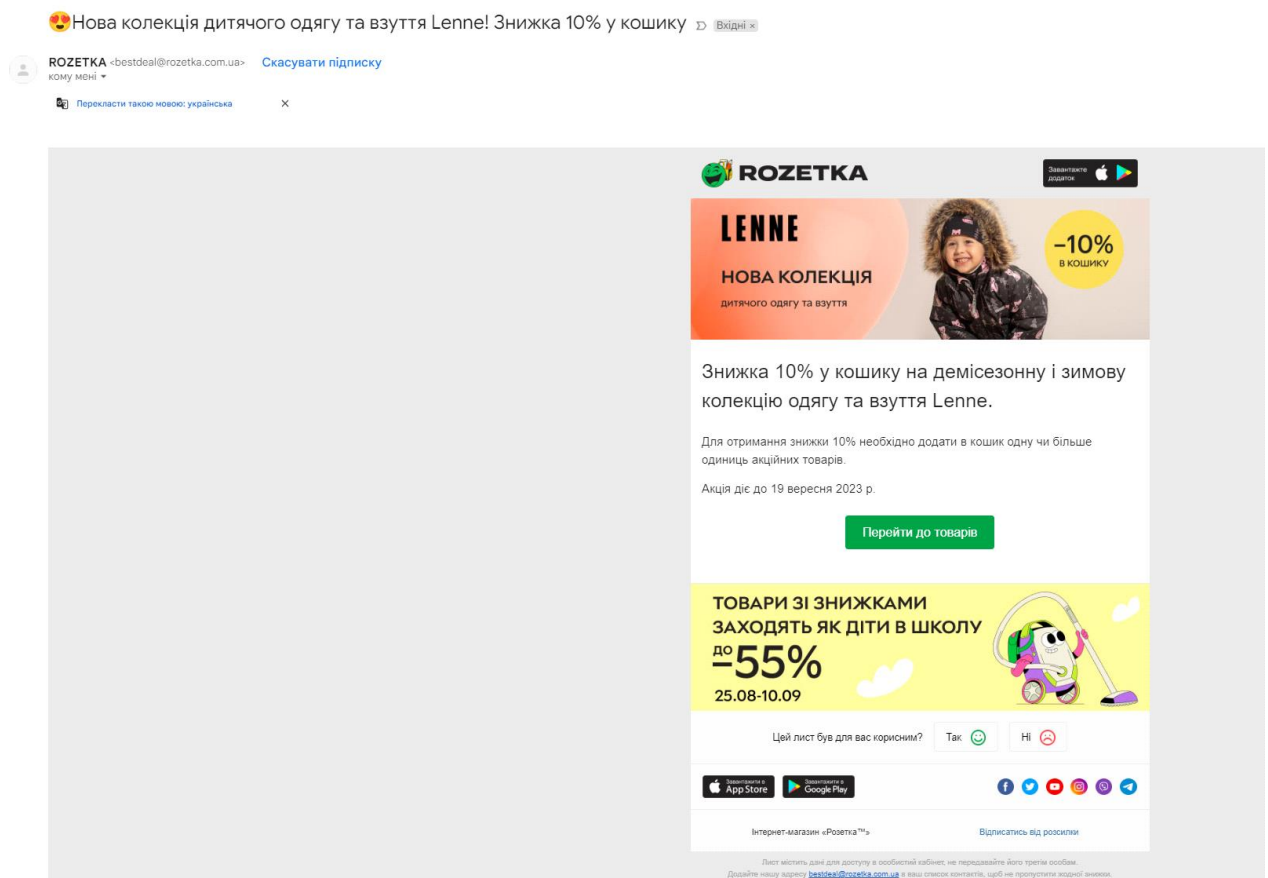 😍Нова колекція дитячого одягу та взуття Lenne! Знижка 10% у кошику Вхідні ×
ROZETKA <bestdeal@rozetka.com.ua> Скасувати підписку
кому мені
Перекласти такою мовою: українська ×
ROZETKA
Завантажте
додаток
LENNE
НОВА КОЛЕКЦІЯ
дитячого одягу та взуття
–10%
В КОШИКУ
Знижка 10% у кошику на демісезонну і зимову
колекцію одягу та взуття Lenne.
Для отримання знижки 10% необхідно додати в кошик одну чи більше
одиниць акційних товарів.
Акція діє до 19 вересня 2023 р.
Перейти до товарів
ТОВАРИ ЗІ ЗНИЖКАМИ
ЗАХОДЯТЬ ЯК ДІТИ В ШКОЛУ
ДО
–55%
25.08-10.09
Цей лист був для вас корисним? Так Ні
Завантажити в
App Store
Завантажити в
Google Play
Інтернет-магазин «Розетка™» Відписатись від розсилки
Лист містить дані для доступу в особистий кабінет, не передавайте його третім особам.
Додайте нашу адресу bestdeal@rozetka.com.ua в ваш список контактів, щоб не пропустити жодної знижки.